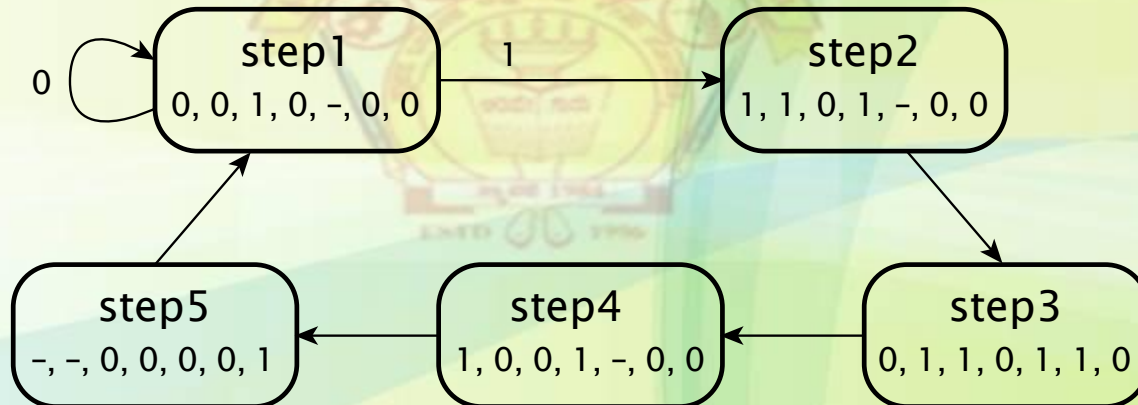 step1
0, 0, 1, 0, –, 0, 0
0
1
step2
1, 1, 0, 1, –, 0, 0
step5
–, –, 0, 0, 0, 0, 1
step4
1, 0, 0, 1, –, 0, 0
step3
0, 1, 1, 0, 1, 1, 0